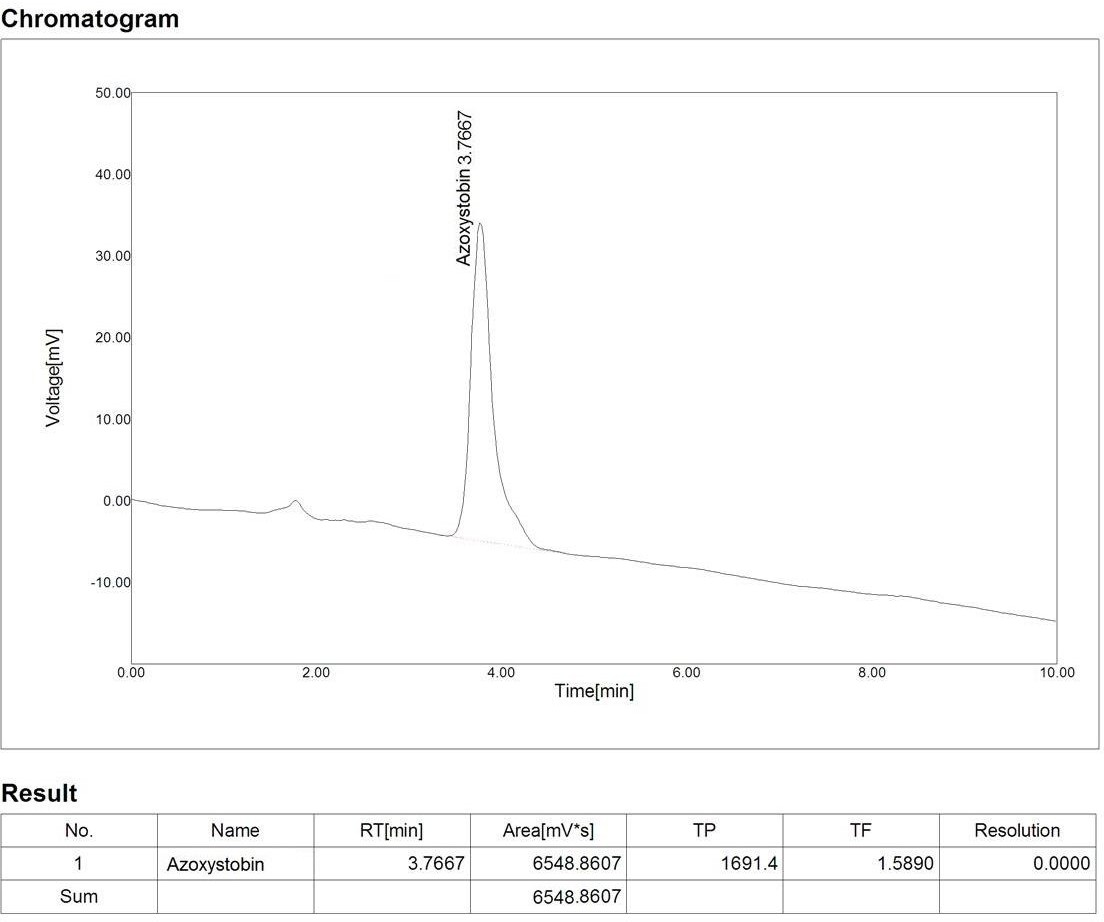 Chromatogram
50.00
40.00
30.00
20.00
10.00
0.00
-10.00
Voltage[mV]
Azoxystobin 3.7667
0.00 2.00 4.00 6.00 8.00 10.00
Time[min]
Result
No. Name RT[min] Area[mV*s] TP TF Resolution
1 Azoxystobin 3.7667 6548.8607 1691.4 1.5890 0.0000
Sum 6548.8607